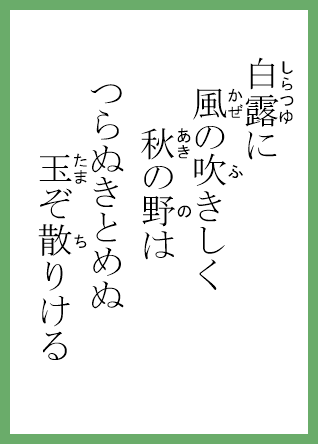 白露に
風の吹きしく
秋の野は
つらぬきとめぬ
玉ぞ散りける
しらつゆ
かぜ
ふ
あき
の
たま
ち